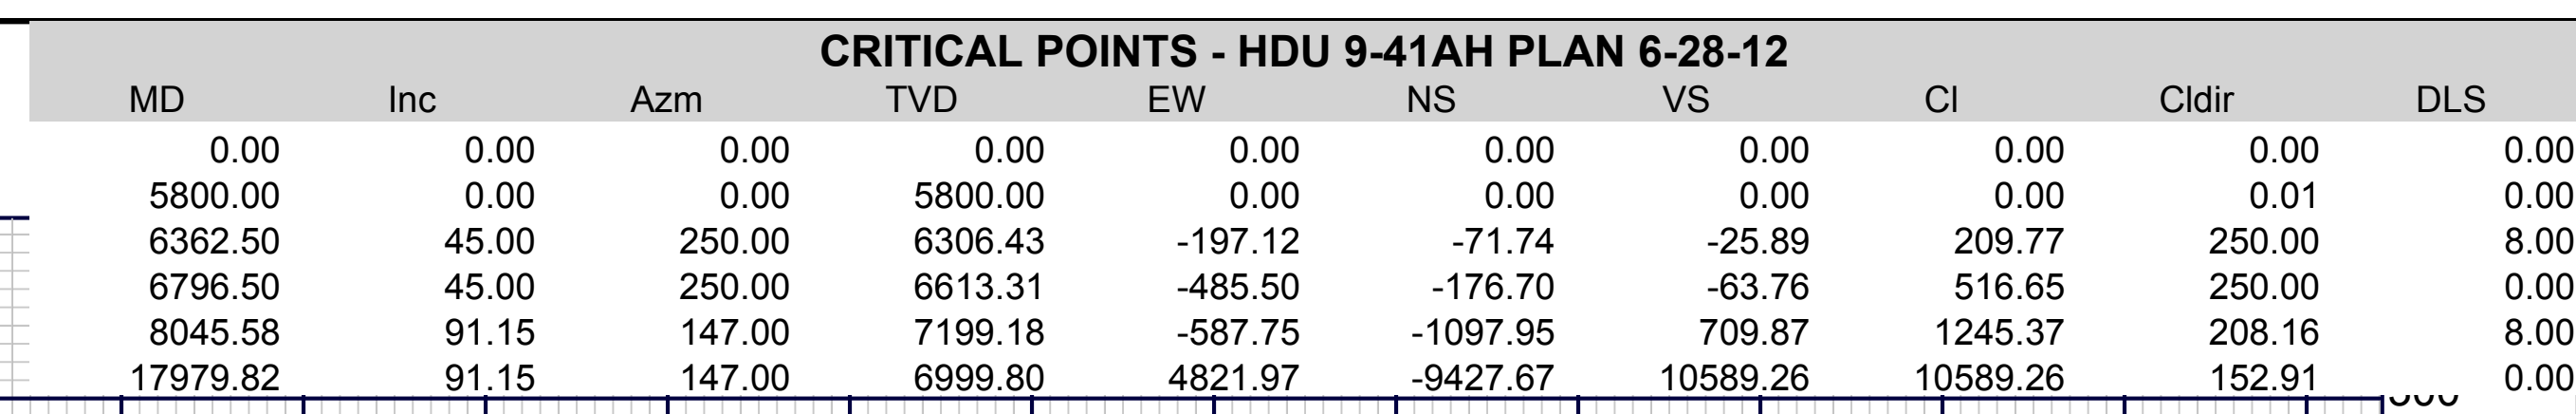 CRITICAL POINTS - HDU 9-41AH PLAN 6-28-12
MD Inc Azm TVD EW NS VS Cl Cldir DLS
0.00 0.00 0.00 0.00 0.00 0.00 0.00 0.00 0.00 0.00
5800.00 0.00 0.00 5800.00 0.00 0.00 0.00 0.00 0.01 0.00
6362.50 45.00 250.00 6306.43 -197.12 -71.74 -25.89 209.77 250.00 8.00
6796.50 45.00 250.00 6613.31 -485.50 -176.70 -63.76 516.65 250.00 0.00
8045.58 91.15 147.00 7199.18 -587.75 -1097.95 709.87 1245.37 208.16 8.00
17979.82 91.15 147.00 6999.80 4821.97 -9427.67 10589.26 10589.26 152.91 0.00